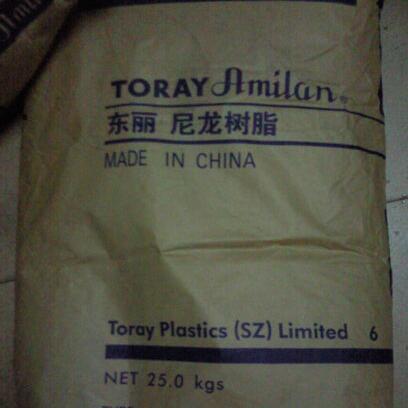 TORAY Amilan®
东丽 尼龙树脂
MADE IN CHINA
Toray Plastics (SZ) Limited 6
NET 25.0 kgs